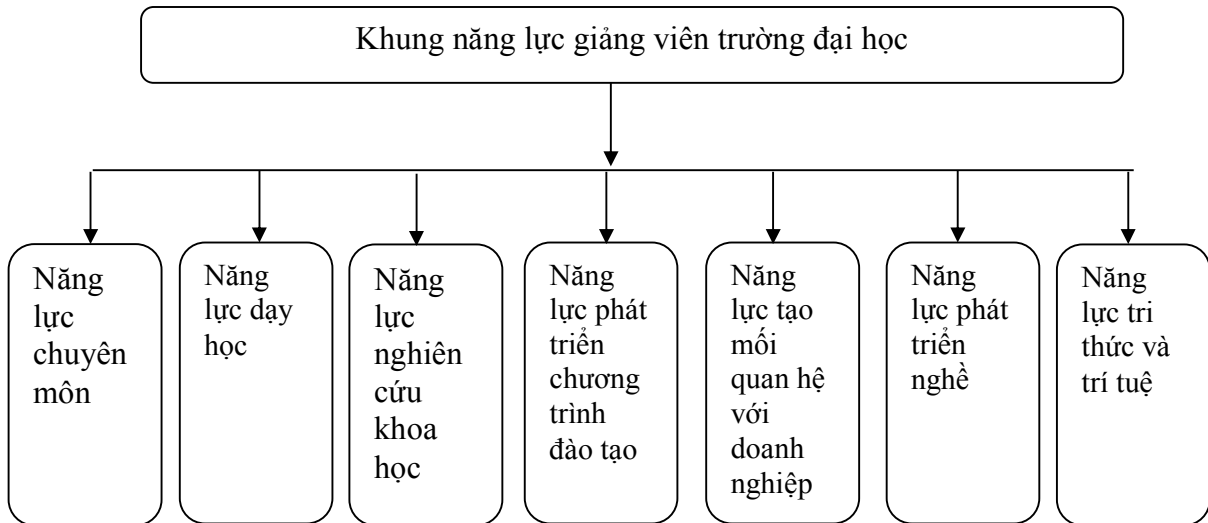 Khung năng lực giảng viên trường đại học
Năng
lực
chuyên
môn
Năng
lực dạy
học
Năng
lực
nghiên
cứu
khoa
học
Năng
lực phát
triển
chương
trình
đào tạo
Năng
lực tạo
mối
quan hệ
với
doanh
nghiệp
Năng
lực phát
triển
nghề
Năng
lực tri
thức và
trí tuệ